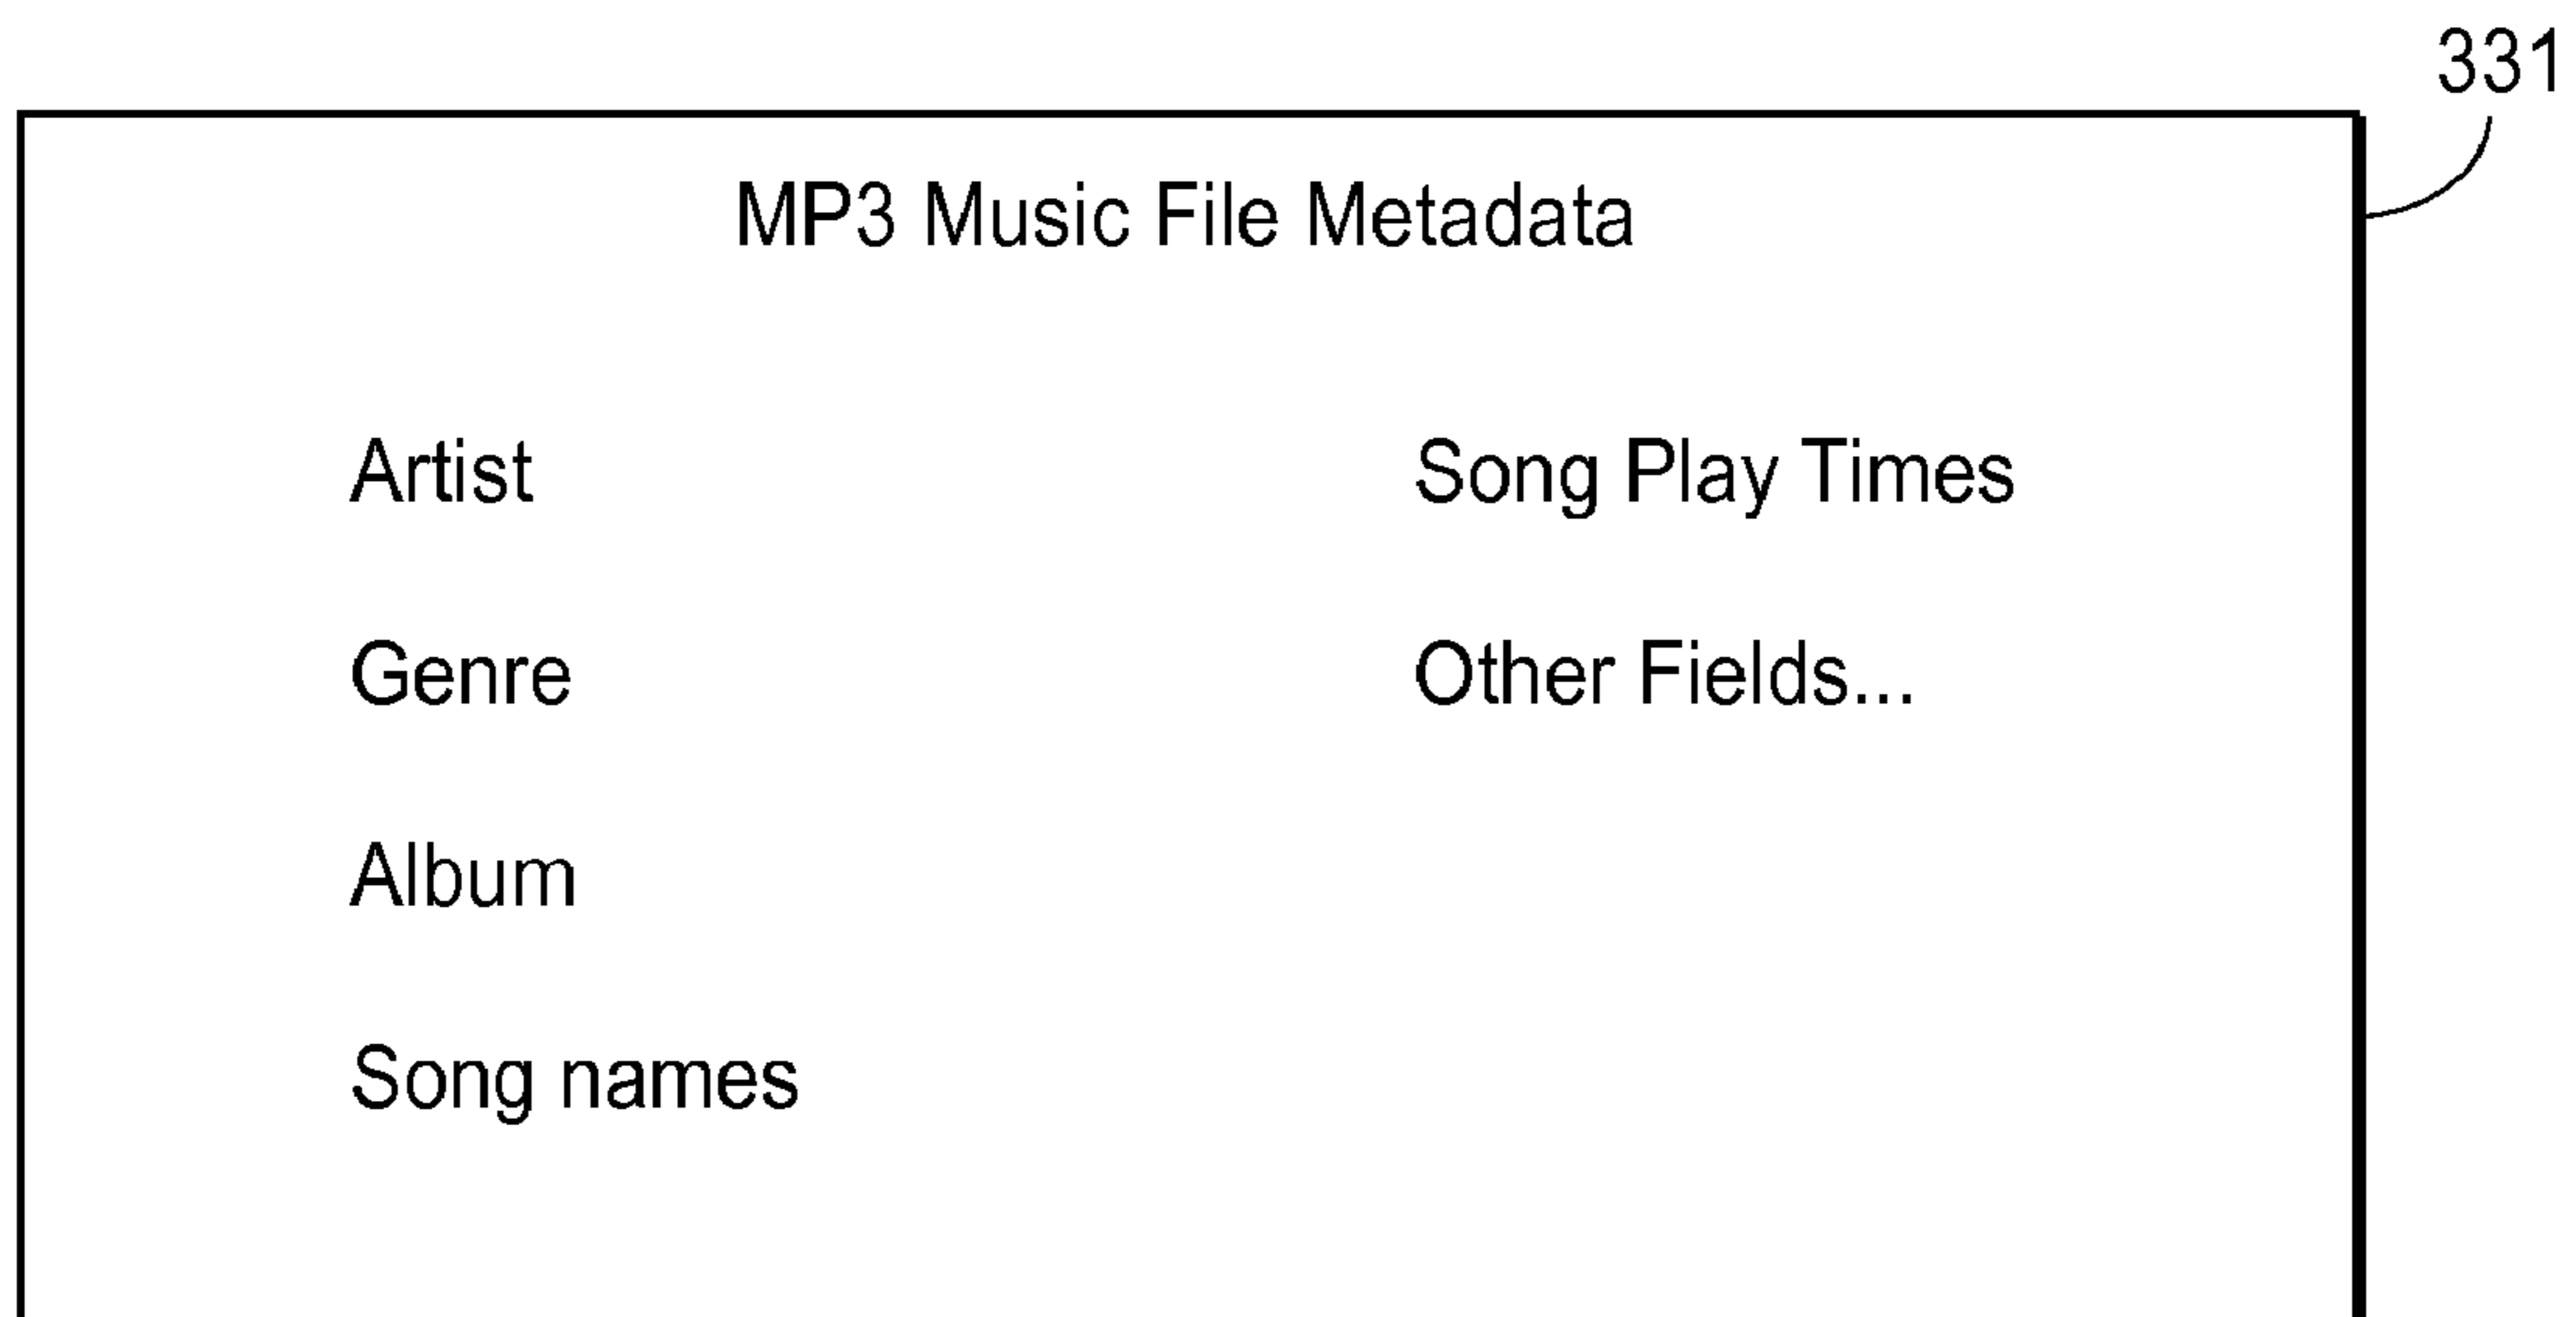 331
MP3 Music File Metadata
Artist
Genre
Album
Song names
Song Play Times
Other Fields...